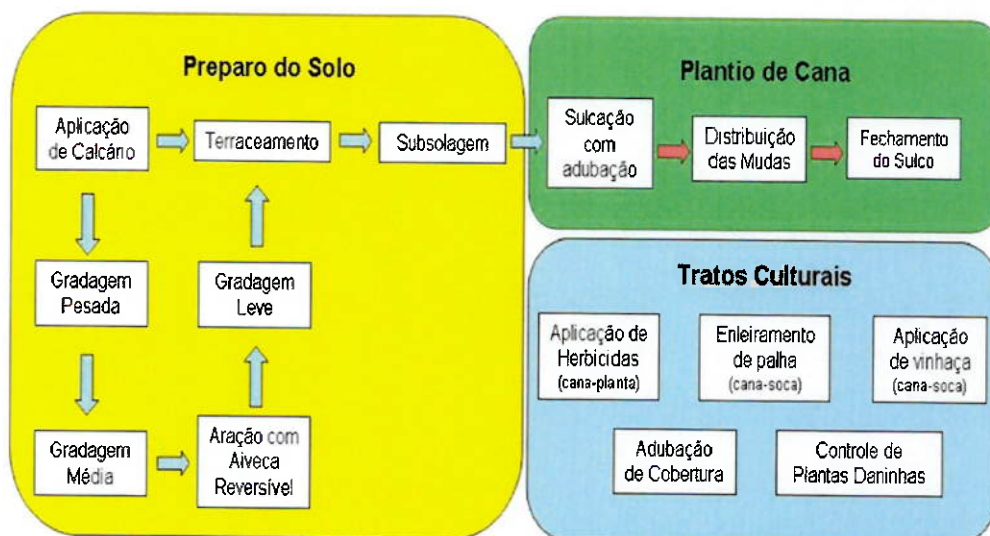 Preparo do Solo
Aplicação
de Calcário
Terraceamento
Subsolagem
Gradagem
Pesada
Gradagem
Leve
Gradagem
Média
Aração com
Aiveca
Reversível
Plantio de Cana
Sulcação
com
adubação
Distribuição
das Mudas
Fechamento
do Sulco
Tratos Culturais
Aplicação de
Herbicidas
(cana-planta)
Enleiramento
de palha
(cana-soca)
Aplicação
de vinhaça
(cana-soca)
Adubação
de Cobertura
Controle de
Plantas Daninhas